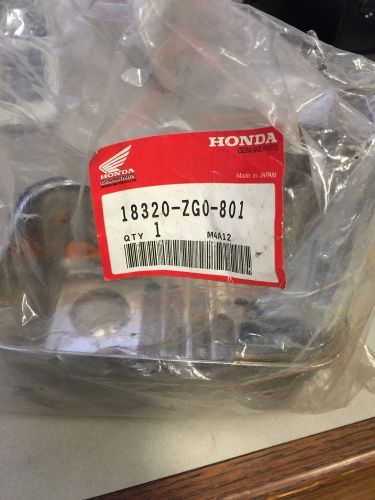 HONDA
HONDA
GENUINE PARTS
Made in JAPAN
18320-ZG0-801
QTY 1 M4A12